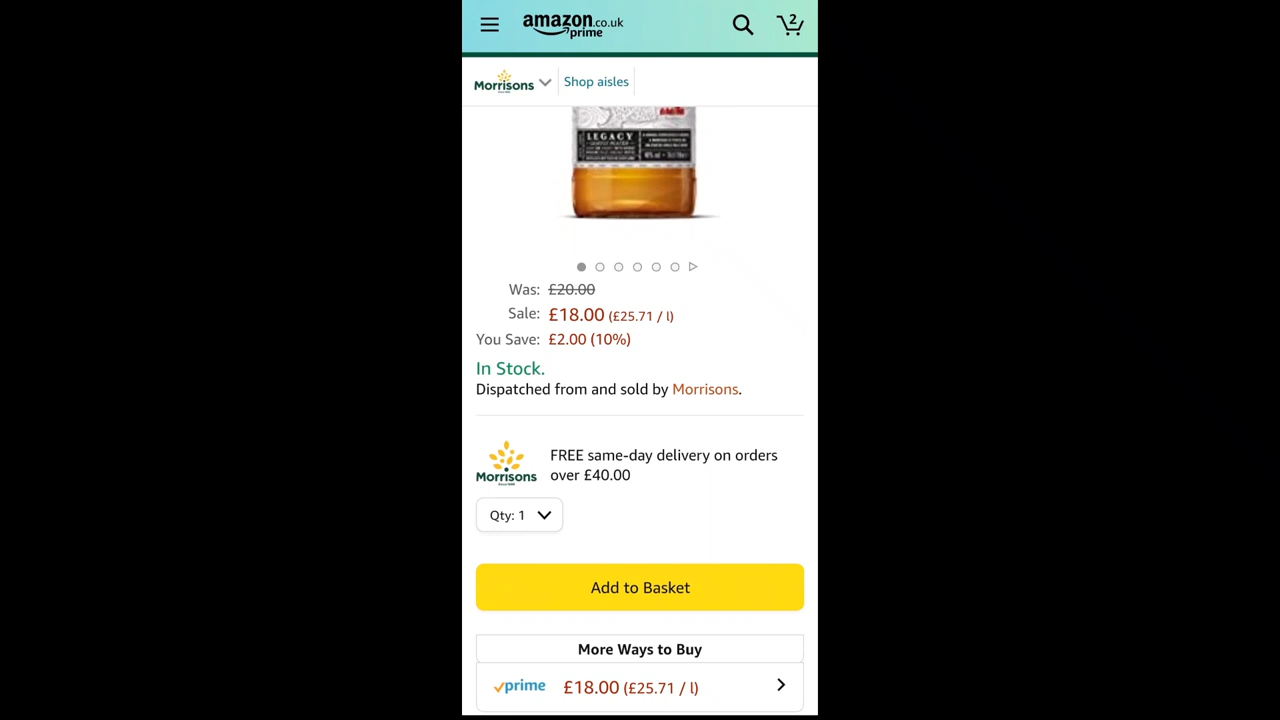 amazon.co.uk
prime
2
Morrisons
Shop aisles
LEGACY
Was: £20.00
Sale: £18.00 (£25.71 / l)
You Save: £2.00 (10%)
In Stock.
Dispatched from and sold by Morrisons.
Morrisons
Since 1899
FREE same-day delivery on orders
over £40.00
Qty: 1
Add to Basket
More Ways to Buy
prime £18.00 (£25.71 / l)